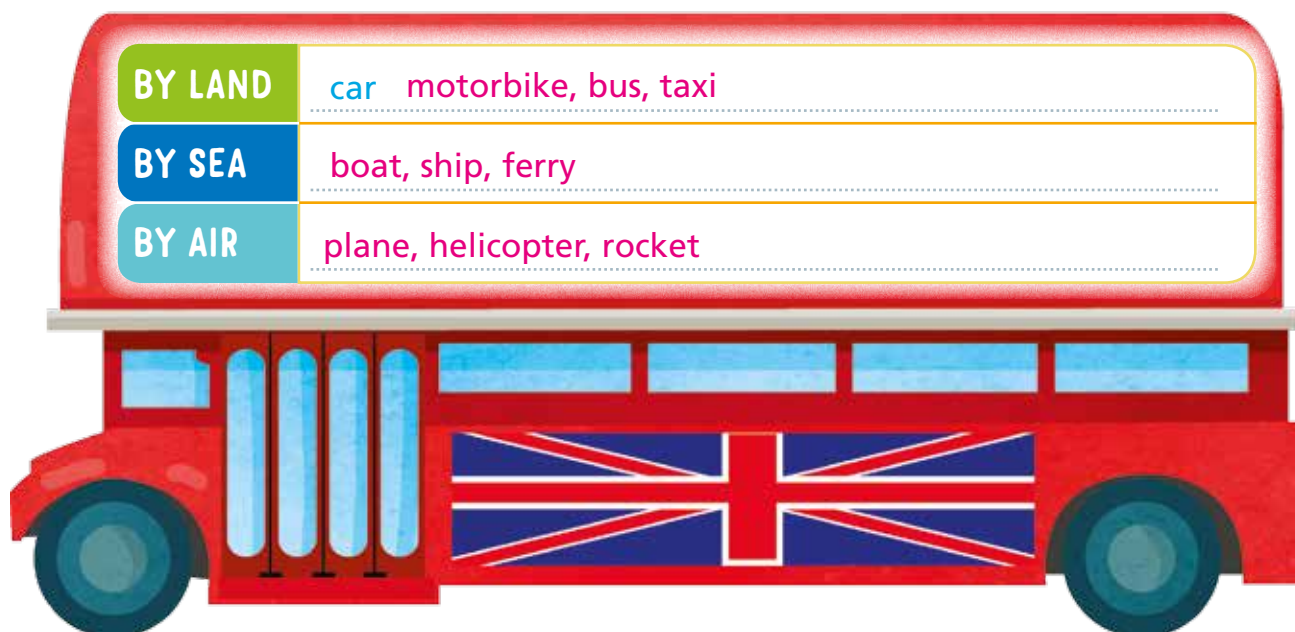 BY LAND car motorbike, bus, taxi
BY SEA boat, ship, ferry
BY AIR plane, helicopter, rocket